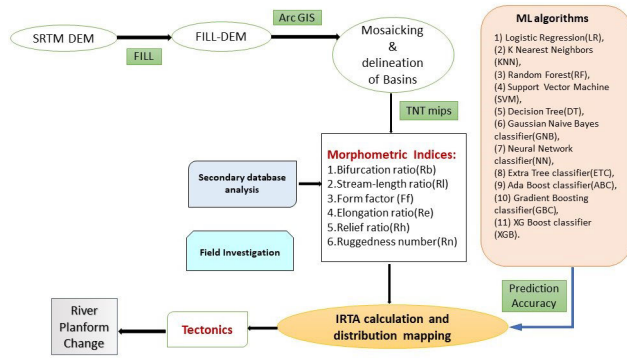 SRTM DEM
FILL
FILL-DEM
Arc GIS
Mosaicking
&
delineation
of Basins
TNT mips
ML algorithms
1) Logistic Regression(LR),
(2) K Nearest Neighbors
(KNN),
(3) Random Forest(RF),
(4) Support Vector Machine
(SVM),
(5) Decision Tree(DT),
(6) Gaussian Naive Bayes
classifier(GNB),
(7) Neural Network
classifier(NN),
(8) Extra Tree classifier(ETC),
(9) Ada Boost classifier(ABC),
(10) Gradient Boosting
classifier(GBC),
(11) XG Boost classifier
(XGB).
Secondary database
analysis
Morphometric Indices:
1.Bifurcation ratio(Rb)
2.Stream-length ratio(Rl)
3.Form factor (Ff)
4.Elongation ratio(Re)
5.Relief ratio(Rh)
6.Ruggedness number(Rn)
Field Investigation
Prediction
Accuracy
IRTA calculation and
distribution mapping
Tectonics
River
Planform
Change